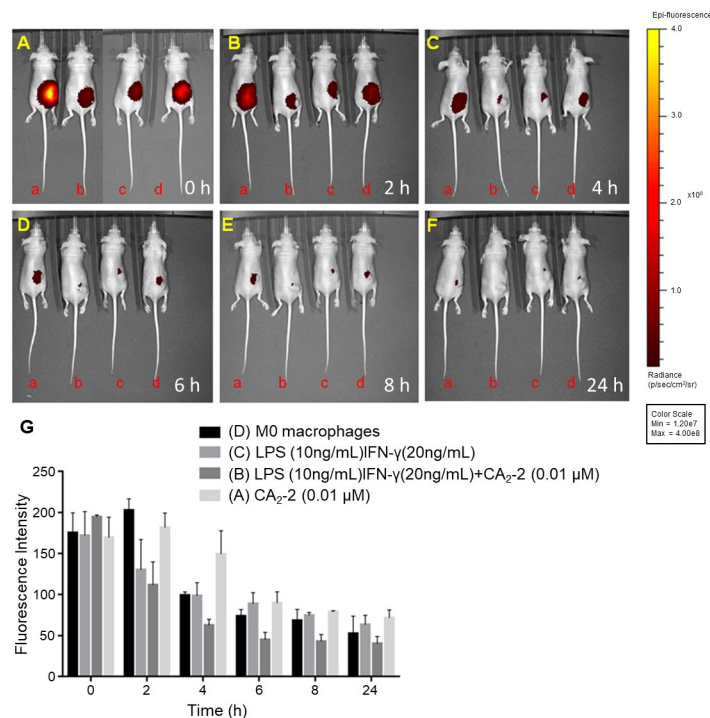 Epi-fluorescence
A
B
C
4.0
3.0
x10⁸
2.0
1.0
a b c d 0 h
a b c d 2 h
a b c d 4 h
D
E
F
a b c d 6 h
a b c d 8 h
a b c d 24 h
Radiance
(p/sec/cm²/sr)
Color Scale
Min = 1.20e7
Max = 4.00e8
G
(D) M0 macrophages
(C) LPS (10ng/mL)IFN-γ(20ng/mL)
(B) LPS (10ng/mL)IFN-γ(20ng/mL)+CA₂-2 (0.01 μM)
(A) CA₂-2 (0.01 μM)
Fluorescence Intensity
250
200
150
100
50
0
0 2 4 6 8 24
Time (h)